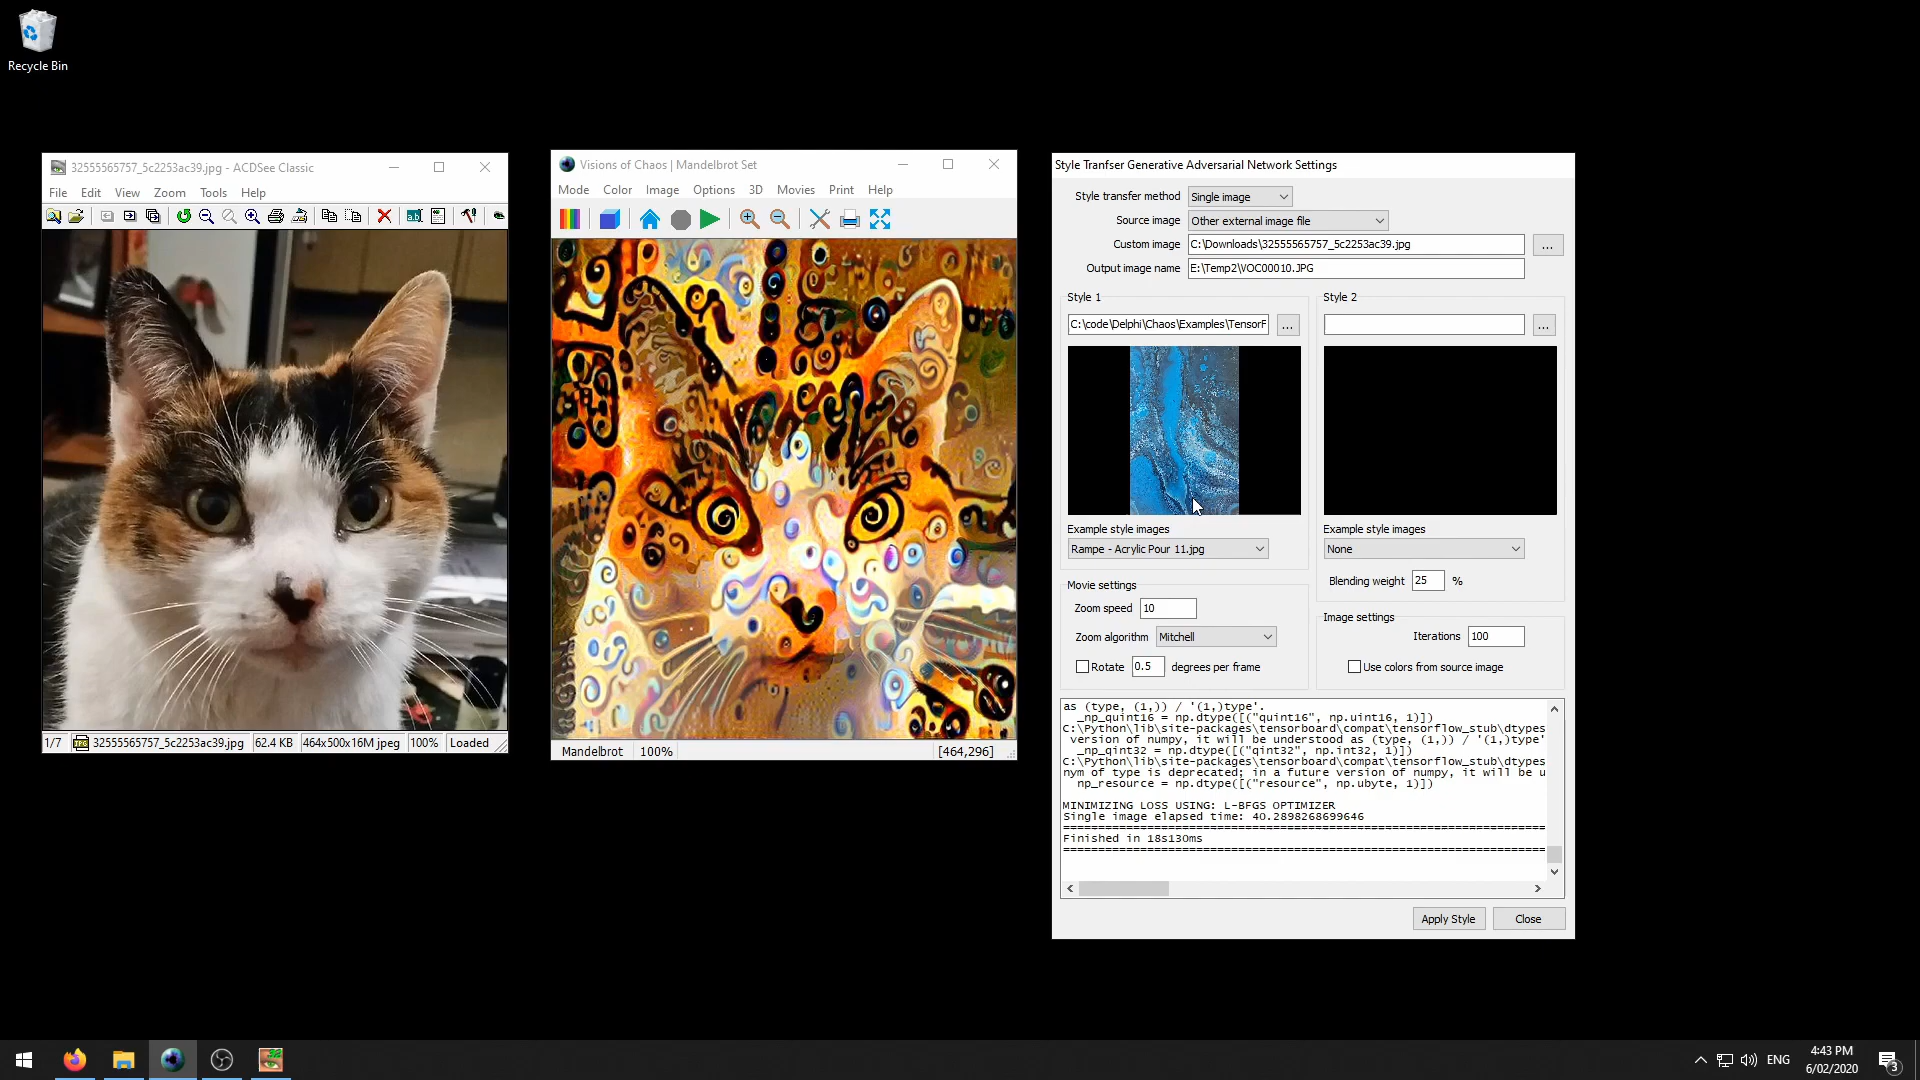 Recycle Bin
32555565757_5c2253ac39.jpg - ACDSee Classic
File Edit View Zoom Tools Help
1/7 32555565757_5c2253ac39.jpg 62.4 KB 464x500x16M jpeg 100% Loaded
Visions of Chaos | Mandelbrot Set
Mode Color Image Options 3D Movies Print Help
Mandelbrot 100% [464,296]
Style Tranfser Generative Adversarial Network Settings
Style transfer method Single image
Source image Other external image file
Custom image C:\Downloads\32555565757_5c2253ac39.jpg ...
Output image name E:\Temp2\VOC00010.JPG
Style 1
C:\code\Delphi\Chaos\Examples\TensorF ...
Example style images
Rampe - Acrylic Pour 11.jpg
Style 2
...
Example style images
None
Blending weight 25 %
Movie settings
Zoom speed 10
Zoom algorithm Mitchell
Rotate 0.5 degrees per frame
Image settings
Iterations 100
Use colors from source image
as (type, (1,)) / '(1,)type'.
_np_quint16 = np.dtype([("quint16", np.uint16, 1)])
C:\Python\lib\site-packages\tensorboard\compat\tensorflow_stub\dtypes
version of numpy, it will be understood as (type, (1,)) / '(1,)type'
_np_qint32 = np.dtype([("qint32", np.int32, 1)])
C:\Python\lib\site-packages\tensorboard\compat\tensorflow_stub\dtypes
nym of type is deprecated; in a future version of numpy, it will be u
np_resource = np.dtype([("resource", np.ubyte, 1)])
MINIMIZING LOSS USING: L-BFGS OPTIMIZER
Single image elapsed time: 40.2898268699646
Finished in 18s130ms
Apply Style Close
ENG 4:43 PM
6/02/2020
3